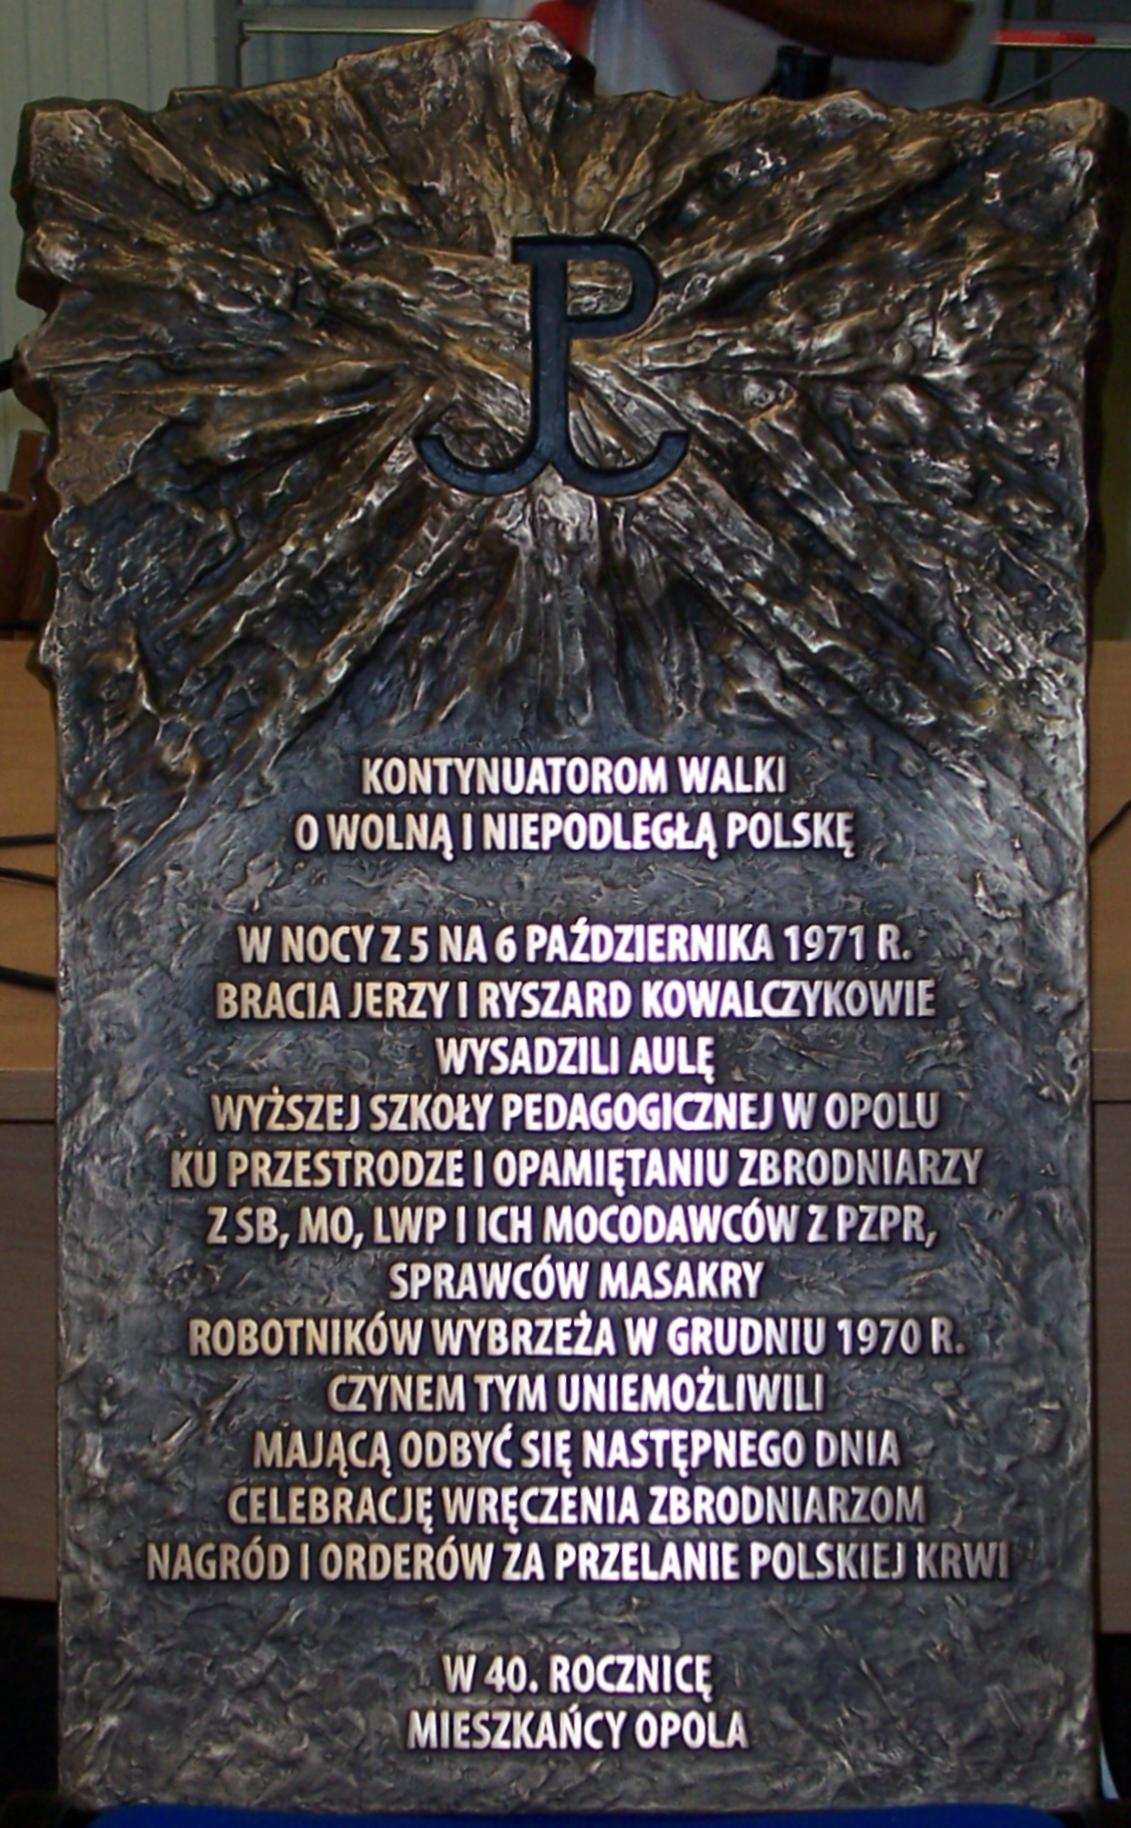 KONTYNUATOROM WALKI
O WOLNĄ I NIEPODLEGŁĄ POLSKĘ
W NOCY Z 5 NA 6 PAŹDZIERNIKA 1971 R.
BRACIA JERZY I RYSZARD KOWALCZYKOWIE
WYSADZILI AULĘ
WYŻSZEJ SZKOŁY PEDAGOGICZNEJ W OPOLU
KU PRZESTRODZE I OPAMIĘTANIU ZBRODNIARZY
Z SB, MO, LWP I ICH MOCODAWCÓW Z PZPR,
SPRAWCÓW MASAKRY
ROBOTNIKÓW WYBRZEŻA W GRUDNIU 1970 R.
CZYNEM TYM UNIEMOŻLIWILI
MAJĄCĄ ODBYĆ SIĘ NASTĘPNEGO DNIA
CELEBRACJĘ WRĘCZENIA ZBRODNIARZOM
NAGRÓD I ORDERÓW ZA PRZELANIE POLSKIEJ KRWI
W 40. ROCZNICĘ
MIESZKAŃCY OPOLA